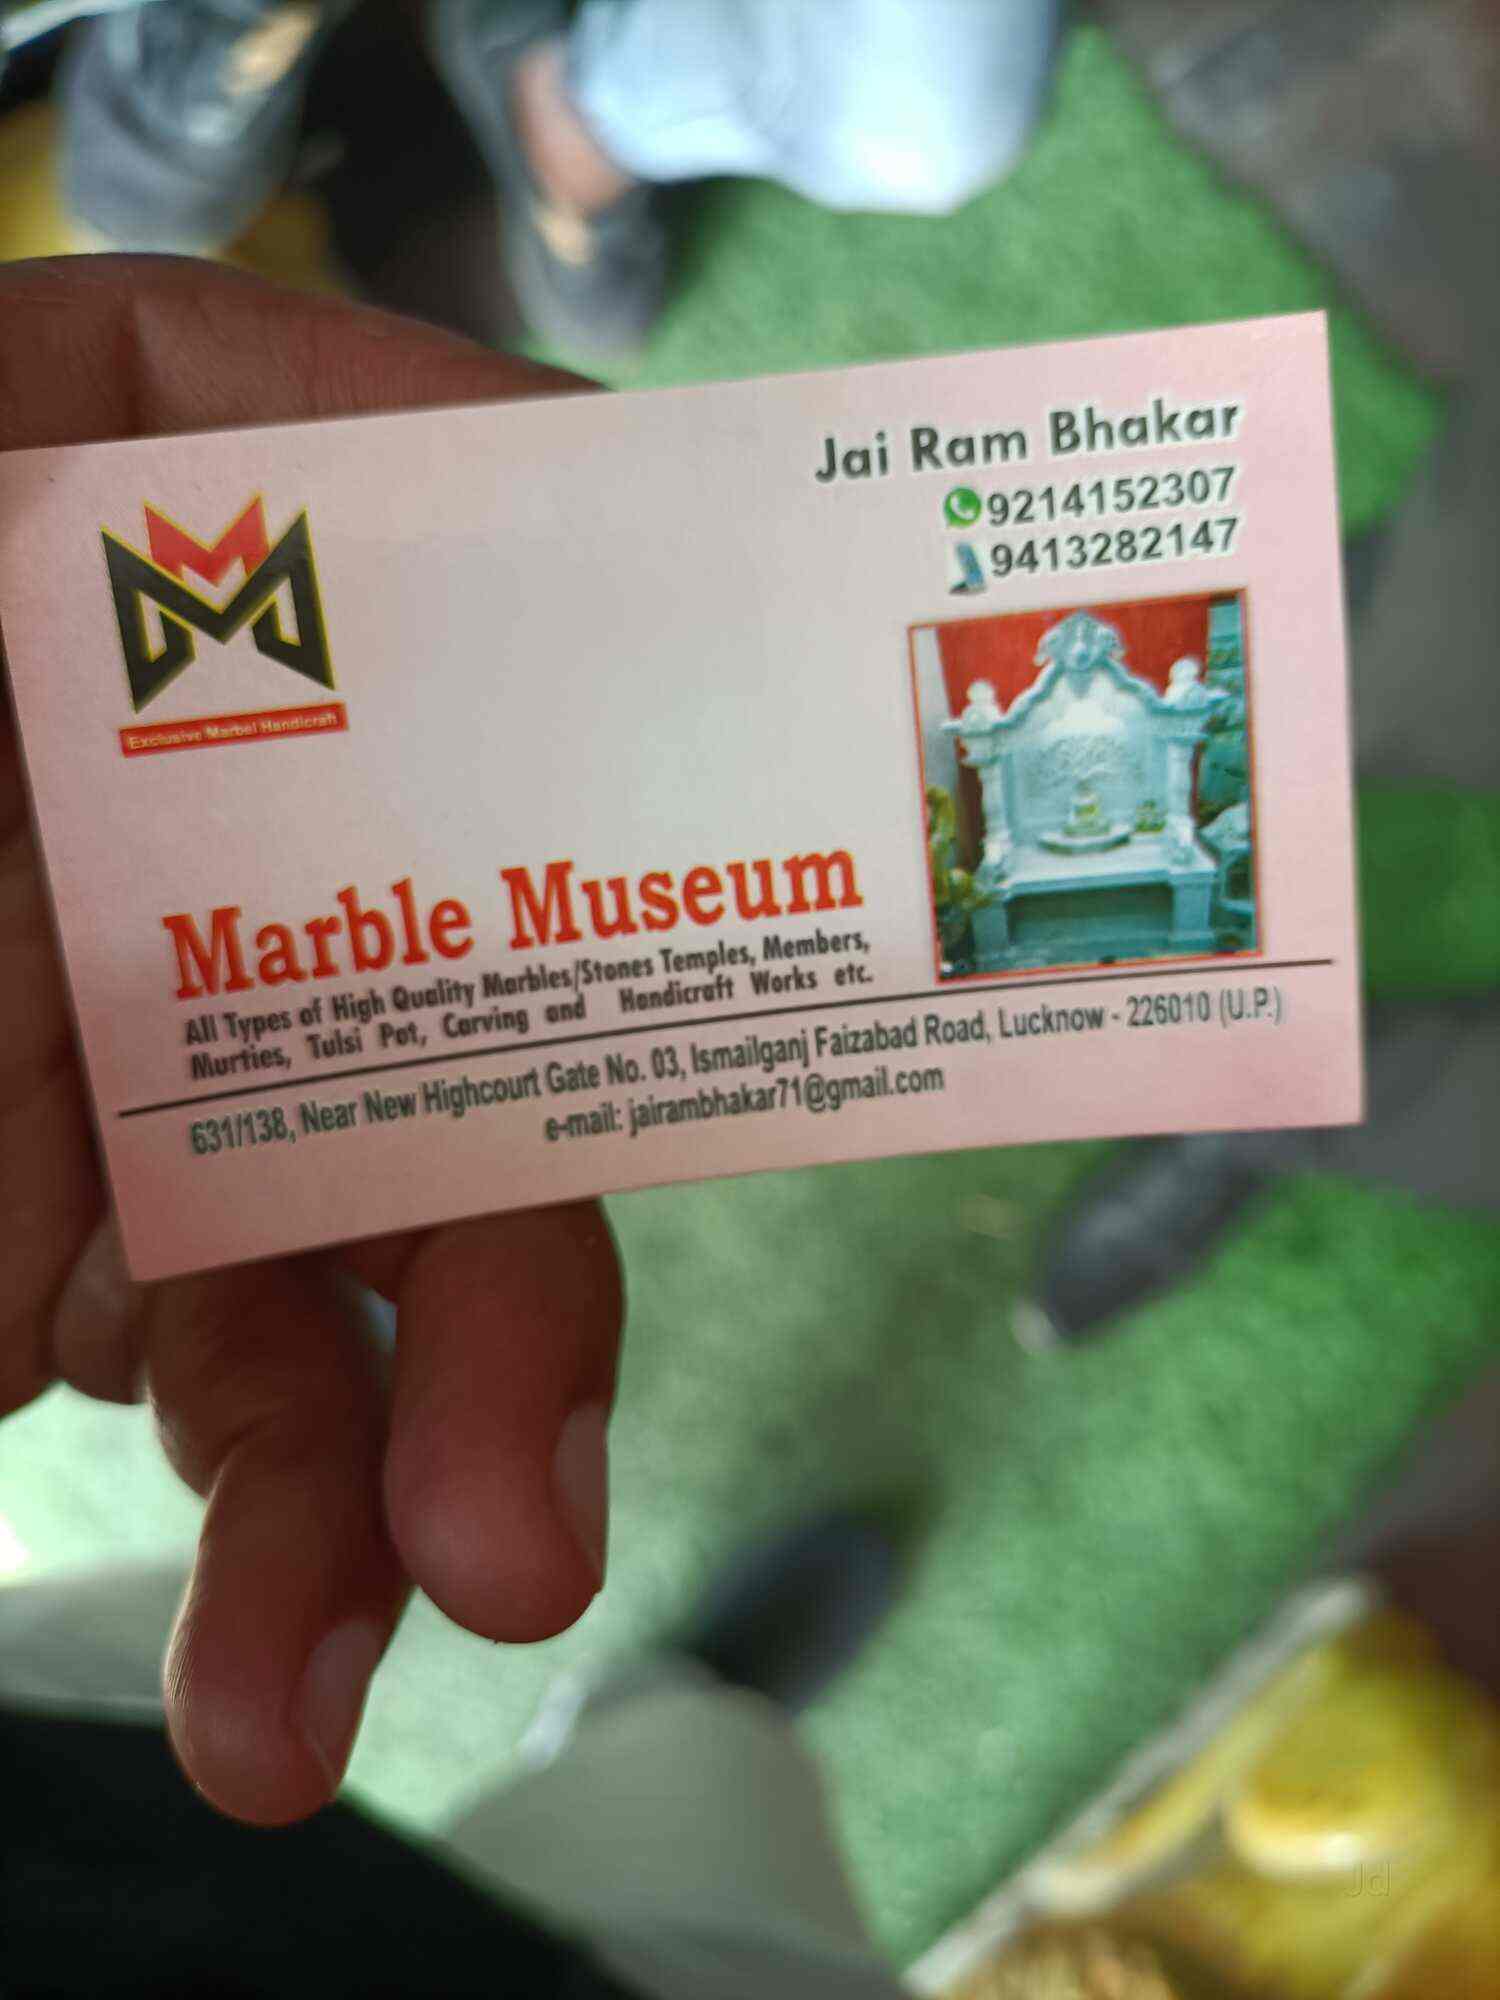 Jai Ram Bhakar
9214152307
9413282147
Exclusive Marbel Handicraft
Marble Museum
All Types of High Quality Marbles/Stones Temples, Members,
Murties, Tulsi Pot, Carving and Handicraft Works etc.
631/138, Near New Highcourt Gate No. 03, Ismailganj Faizabad Road, Lucknow - 226010 (U.P.)
e-mail: jairambhakar71@gmail.com
Jd